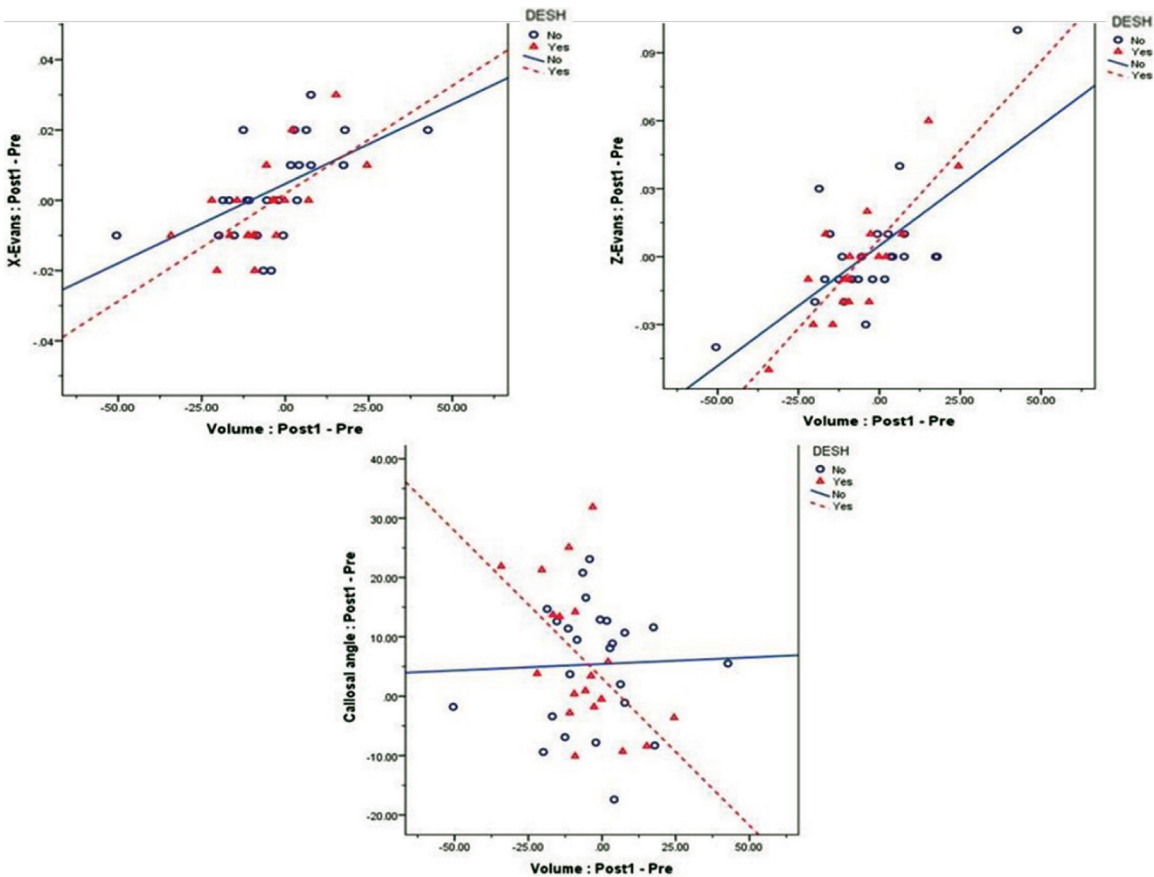 DESH
No
Yes
No
Yes
X-Evans : Post1 - Pre
.04
.02
.00
-.02
-.04
-50.00 -25.00 .00 25.00 50.00
Volume : Post1 - Pre
DESH
No
Yes
No
Yes
Z-Evans : Post1 - Pre
.09
.06
.03
.00
-.03
-50.00 -25.00 .00 25.00 50.00
Volume : Post1 - Pre
DESH
No
Yes
No
Yes
Callosal angle : Post1 - Pre
40.00
30.00
20.00
10.00
.00
-10.00
-20.00
-50.00 -25.00 .00 25.00 50.00
Volume : Post1 - Pre